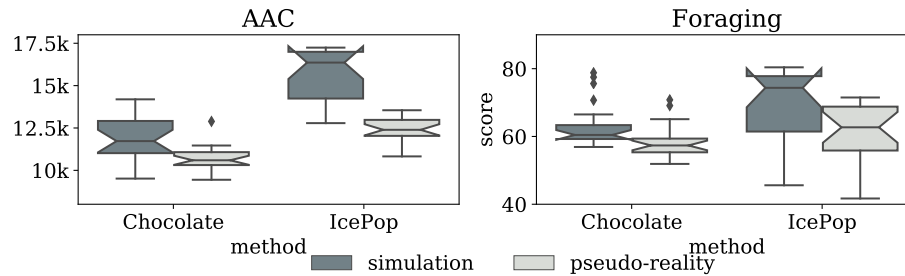 AAC
17.5k
15k
12.5k
10k
Chocolate
IcePop
method
Foraging
score
80
60
40
Chocolate
IcePop
method
simulation
pseudo-reality